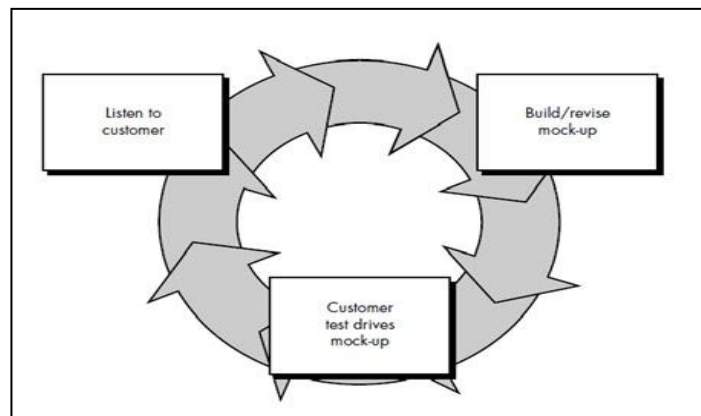 Listen to
customer
Build/revise
mock-up
Customer
test drives
mock-up